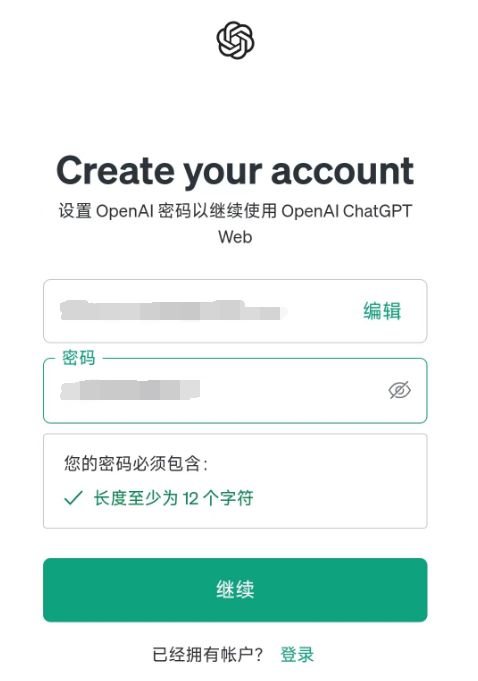 Create your account
设置 OpenAI 密码以继续使用 OpenAI ChatGPT
Web
编辑
密码
您的密码必须包含：
长度至少为 12 个字符
继续
已经拥有帐户？ 登录